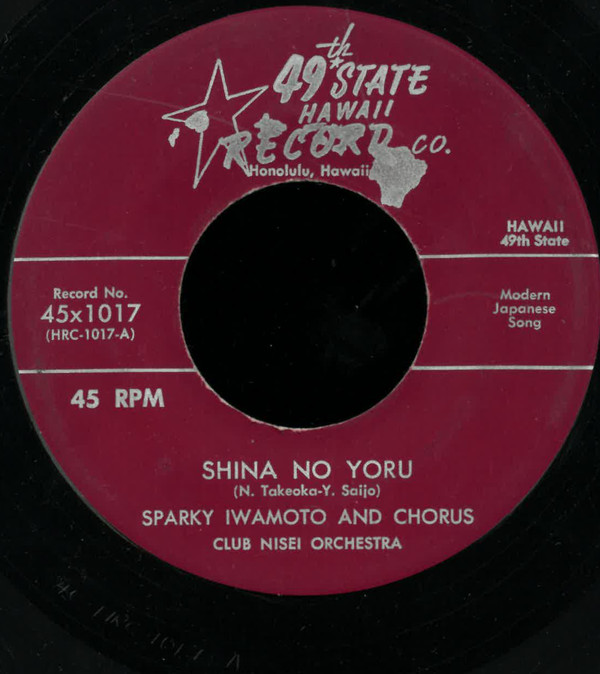 49th STATE
HAWAII
RECORD CO.
Honolulu, Hawaii
HAWAII
49th State
Record No.
45x1017
(HRC-1017-A)
Modern
Japanese
Song
45 RPM
SHINA NO YORU
(N. Takeoka-Y. Saijo)
SPARKY IWAMOTO AND CHORUS
CLUB NISEI ORCHESTRA